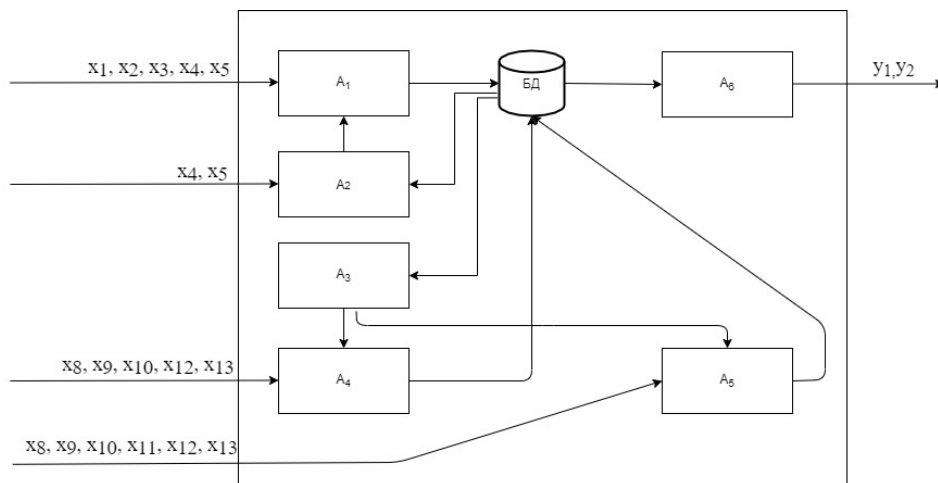 x1, x2, x3, x4, x5
A1
БД
A6
y1,y2
x4, x5
A2
A3
x8, x9, x10, x12, x13
A4
A5
x8, x9, x10, x11, x12, x13